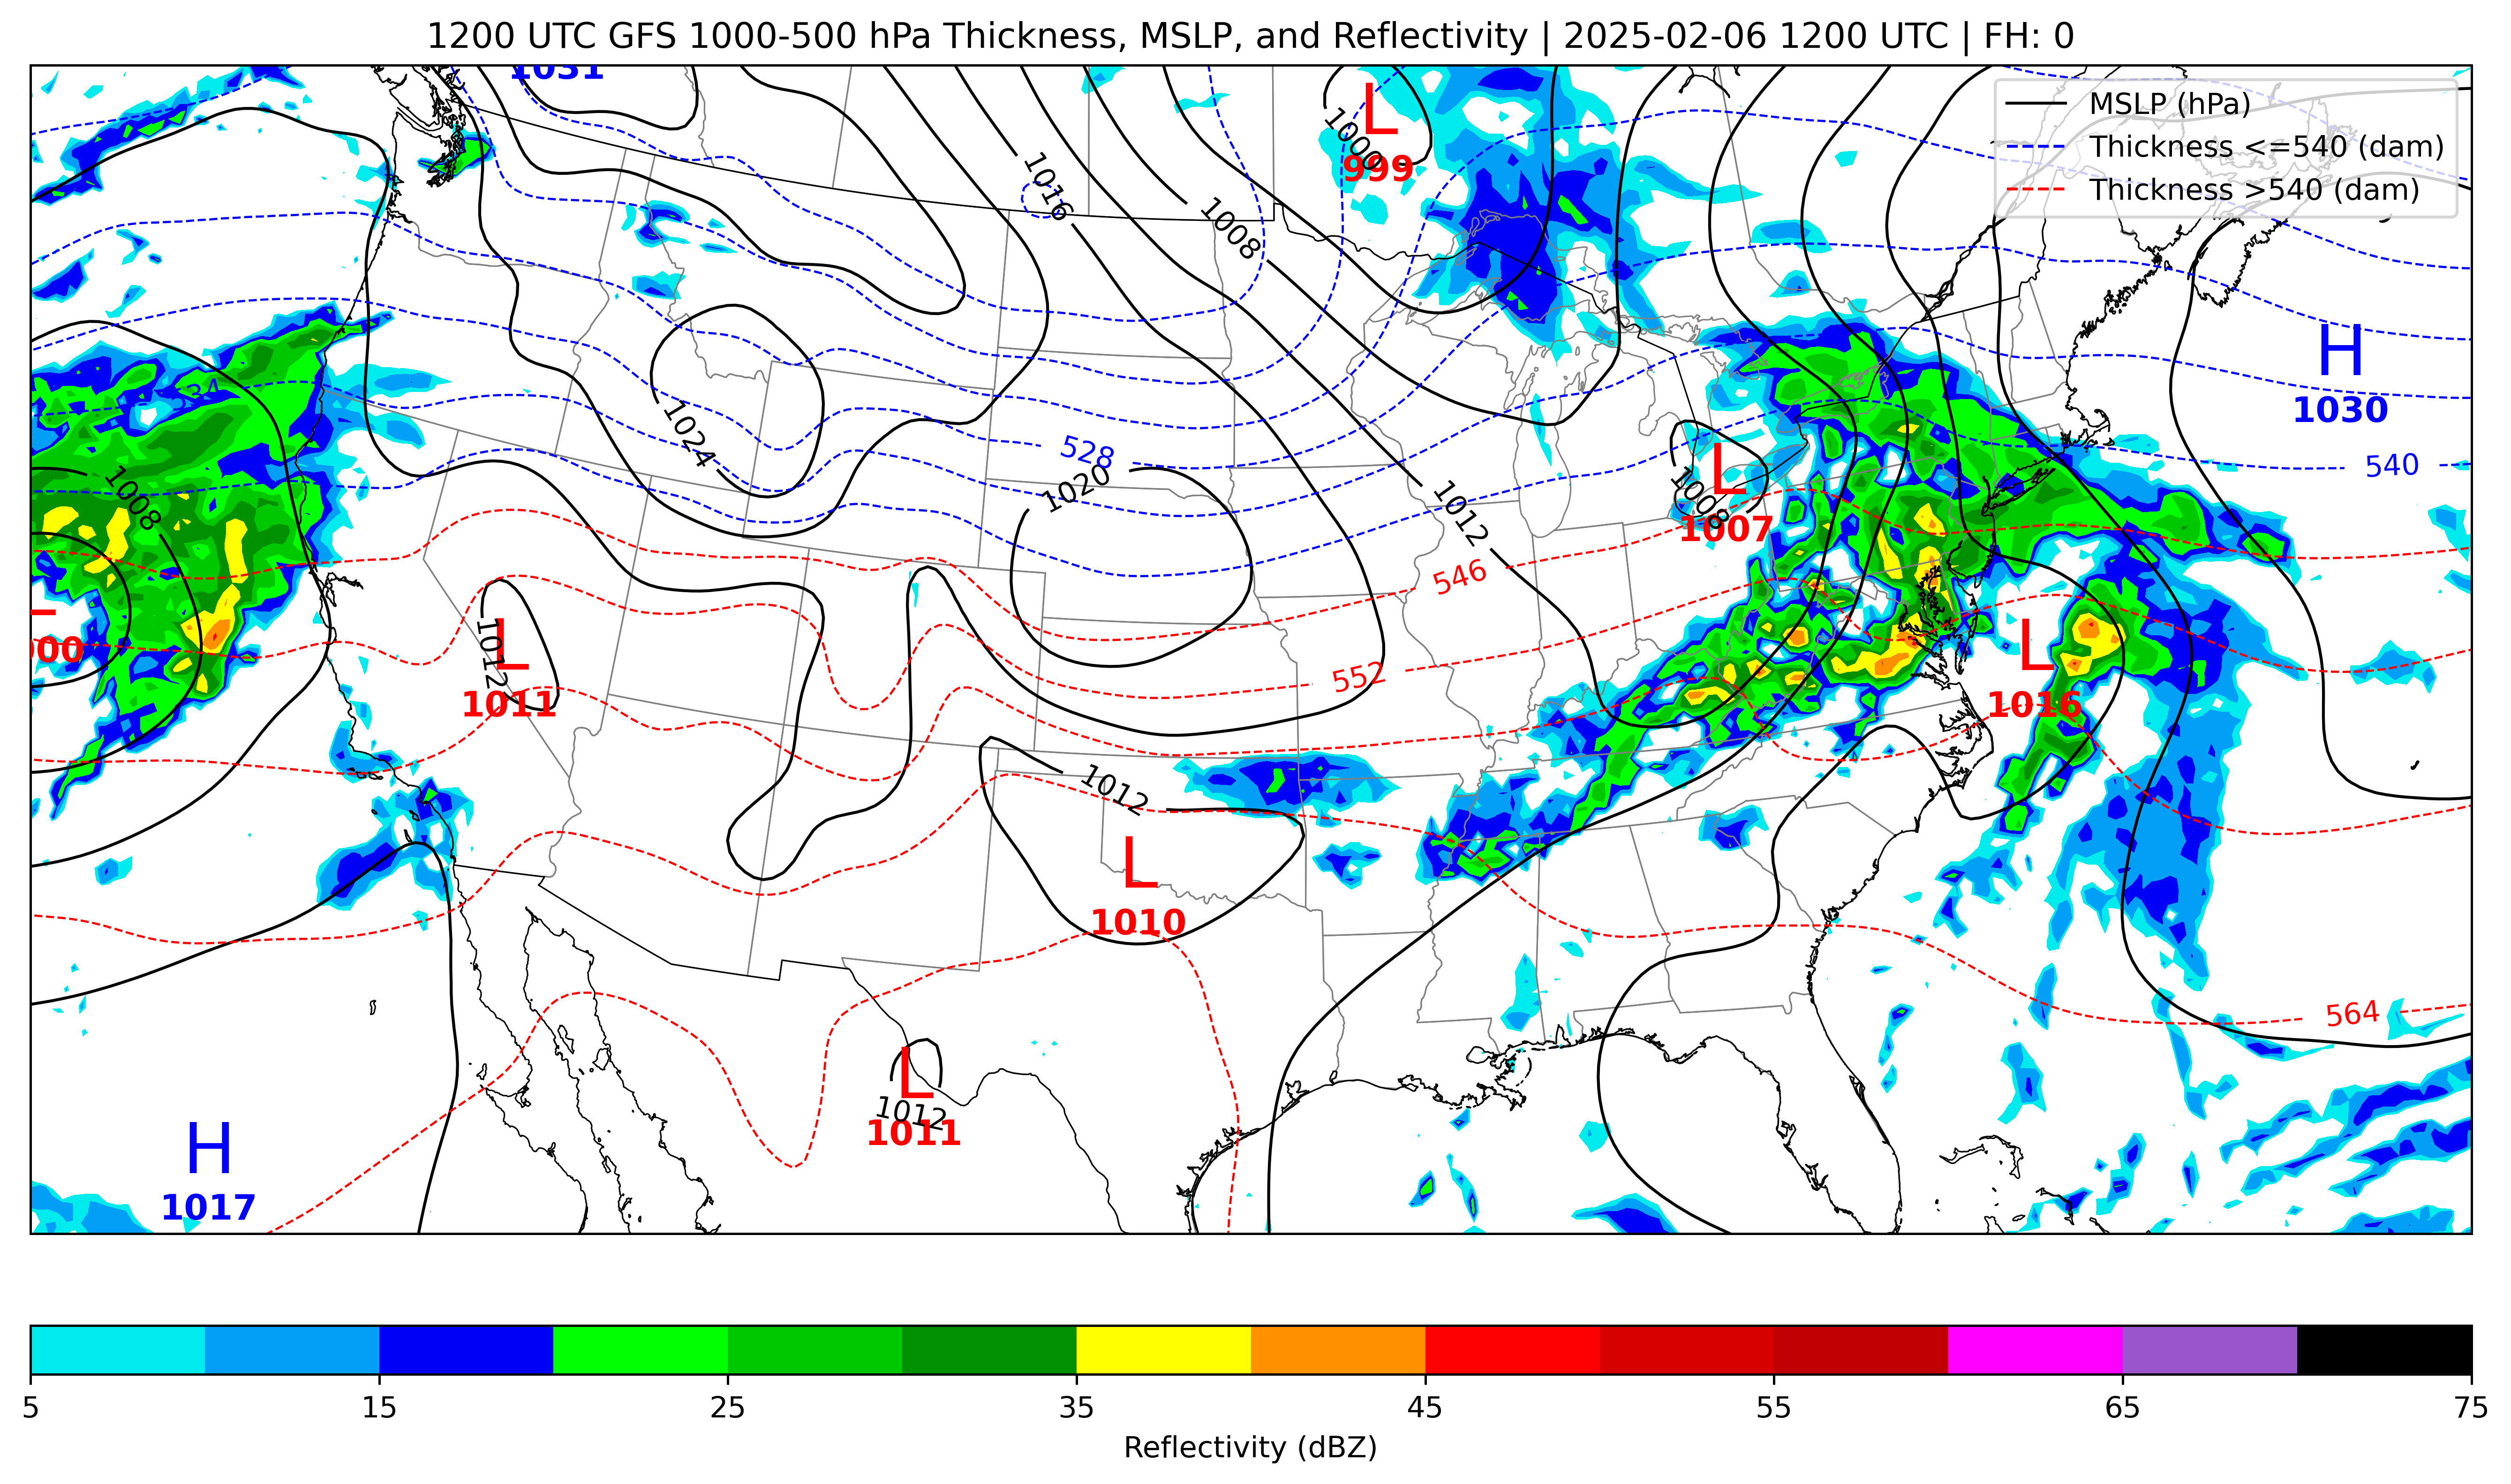 1200 UTC GFS 1000-500 hPa Thickness, MSLP, and Reflectivity | 2025-02-06 1200 UTC | FH: 0
1031
MSLP (hPa)
Thickness <=540 (dam)
Thickness >540 (dam)
L
1000
999
1016
1008
H
1030
534
1024
528
1020
540
1008
1012
L
1008
1007
546
552
L
1012
1011
L
1016
1012
L
1010
564
L
1012
1011
H
1017
5 15 25 35 45 55 65 75
Reflectivity (dBZ)